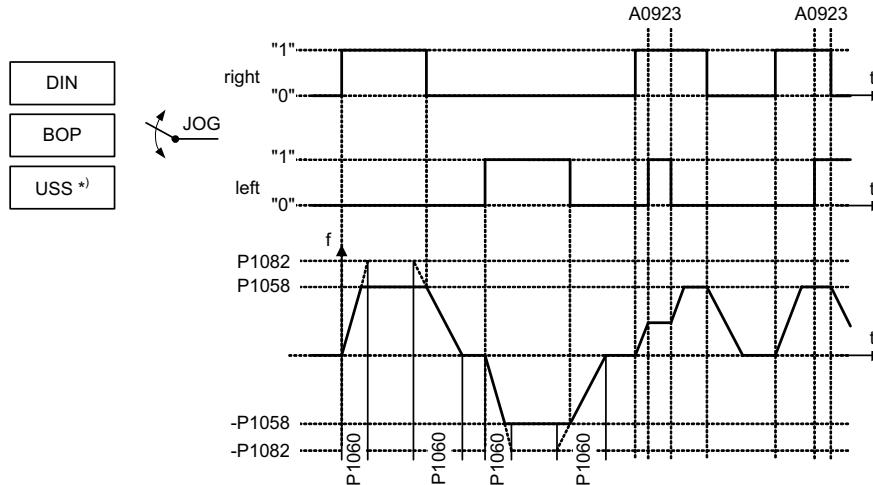 A0923
A0923
DIN
BOP
USS *)
JOG
right
"1"
"0"
t
left
"1"
"0"
t
f
P1082
P1058
t
-P1058
-P1082
P1060
P1060
P1060
P1060